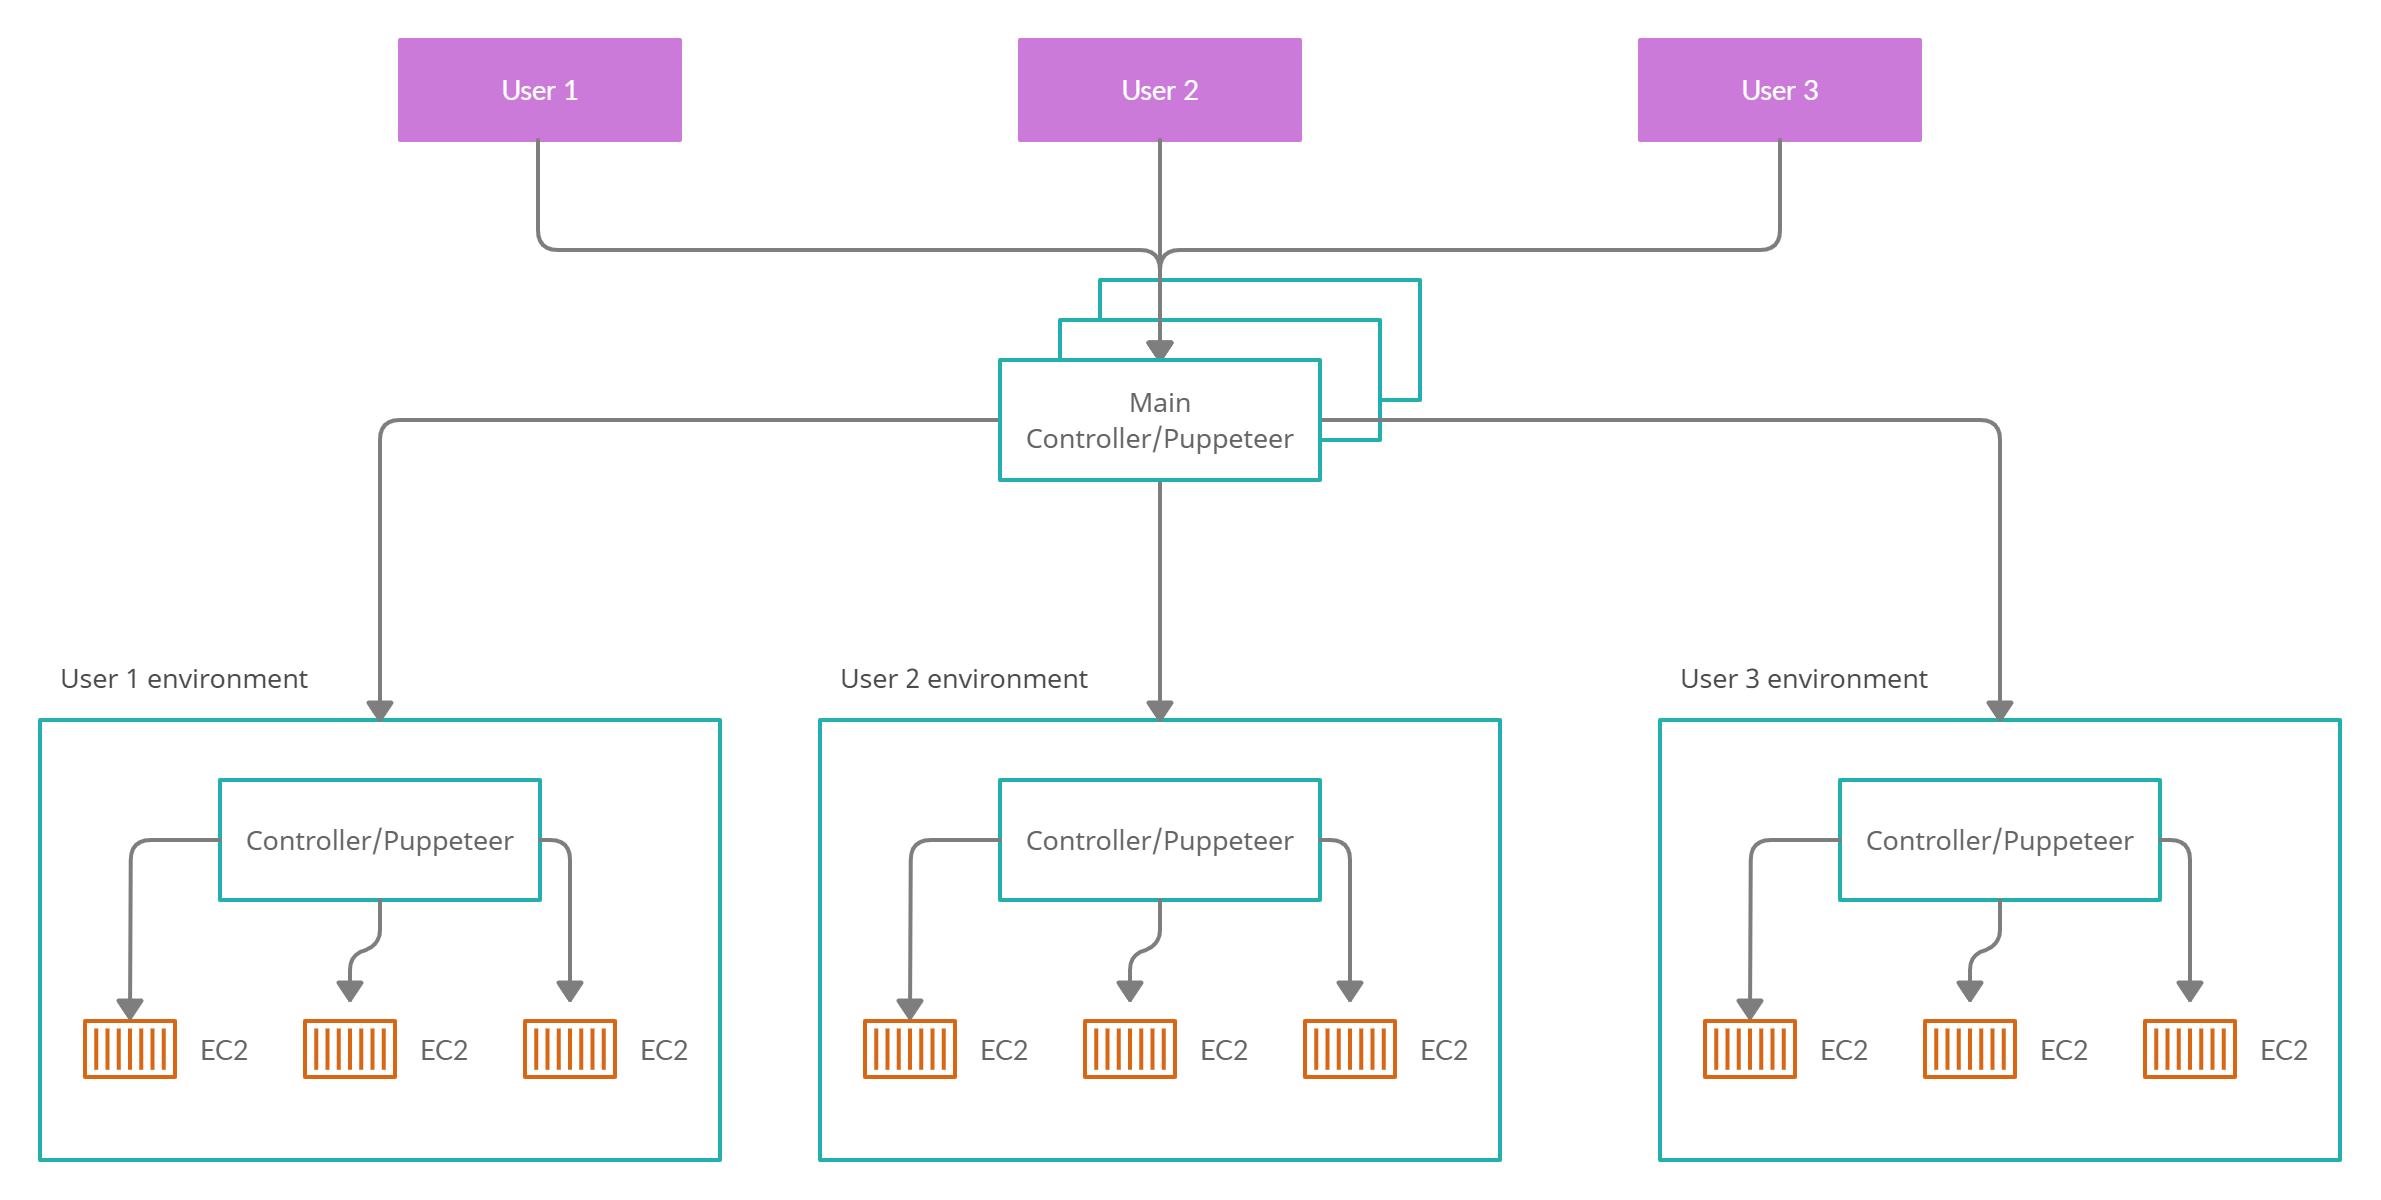 User 1
User 2
User 3
Main
Controller/Puppeteer
User 1 environment
User 2 environment
User 3 environment
Controller/Puppeteer
Controller/Puppeteer
Controller/Puppeteer
EC2
EC2
EC2
EC2
EC2
EC2
EC2
EC2
EC2